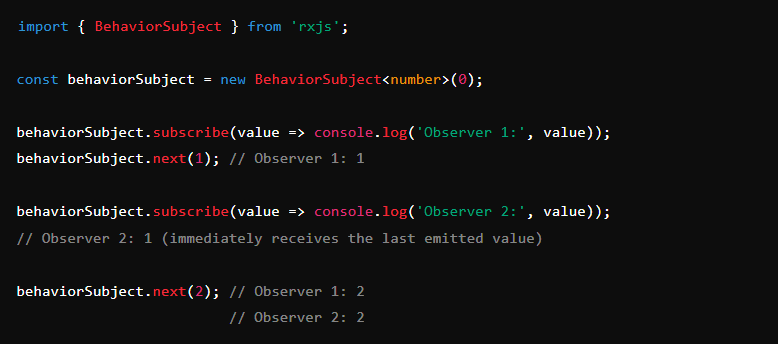 import { BehaviorSubject } from 'rxjs';
const behaviorSubject = new BehaviorSubject<number>(0);
behaviorSubject.subscribe(value => console.log('Observer 1:', value));
behaviorSubject.next(1); // Observer 1: 1
behaviorSubject.subscribe(value => console.log('Observer 2:', value));
// Observer 2: 1 (immediately receives the last emitted value)
behaviorSubject.next(2); // Observer 1: 2
// Observer 2: 2